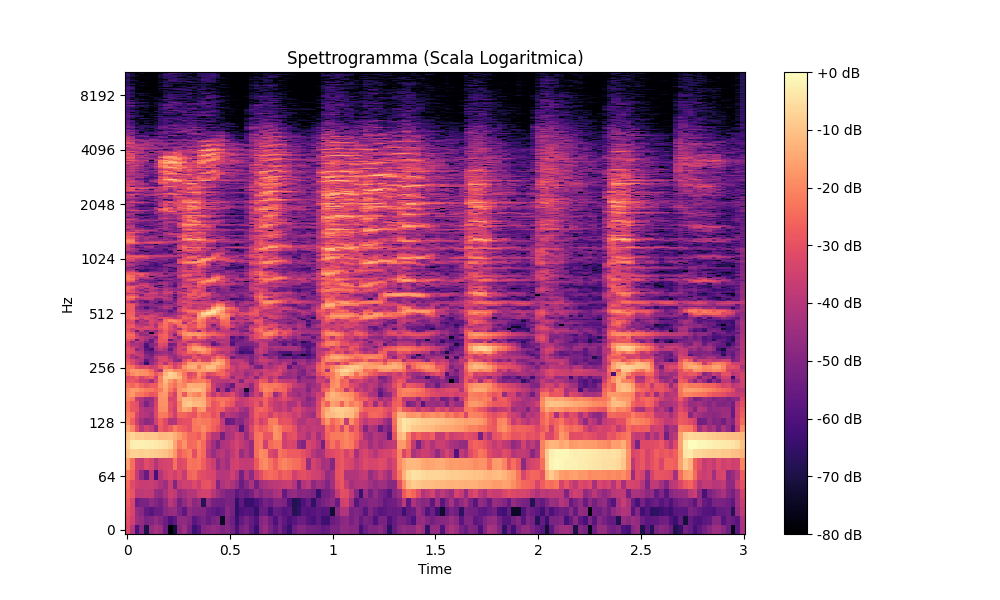 Spettrogramma (Scala Logaritmica)
Hz
8192
4096
2048
1024
512
256
128
64
0
0 0.5 1 1.5 2 2.5 3
Time
+0 dB
-10 dB
-20 dB
-30 dB
-40 dB
-50 dB
-60 dB
-70 dB
-80 dB